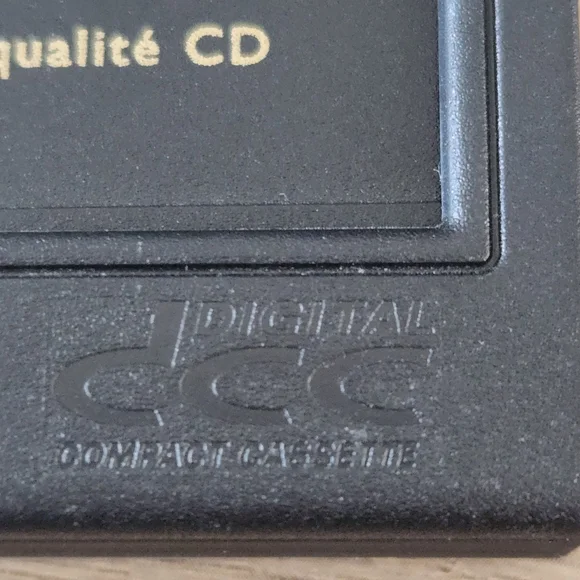 qualité CD
DIGITAL
dcc
COMPACT CASSETTE